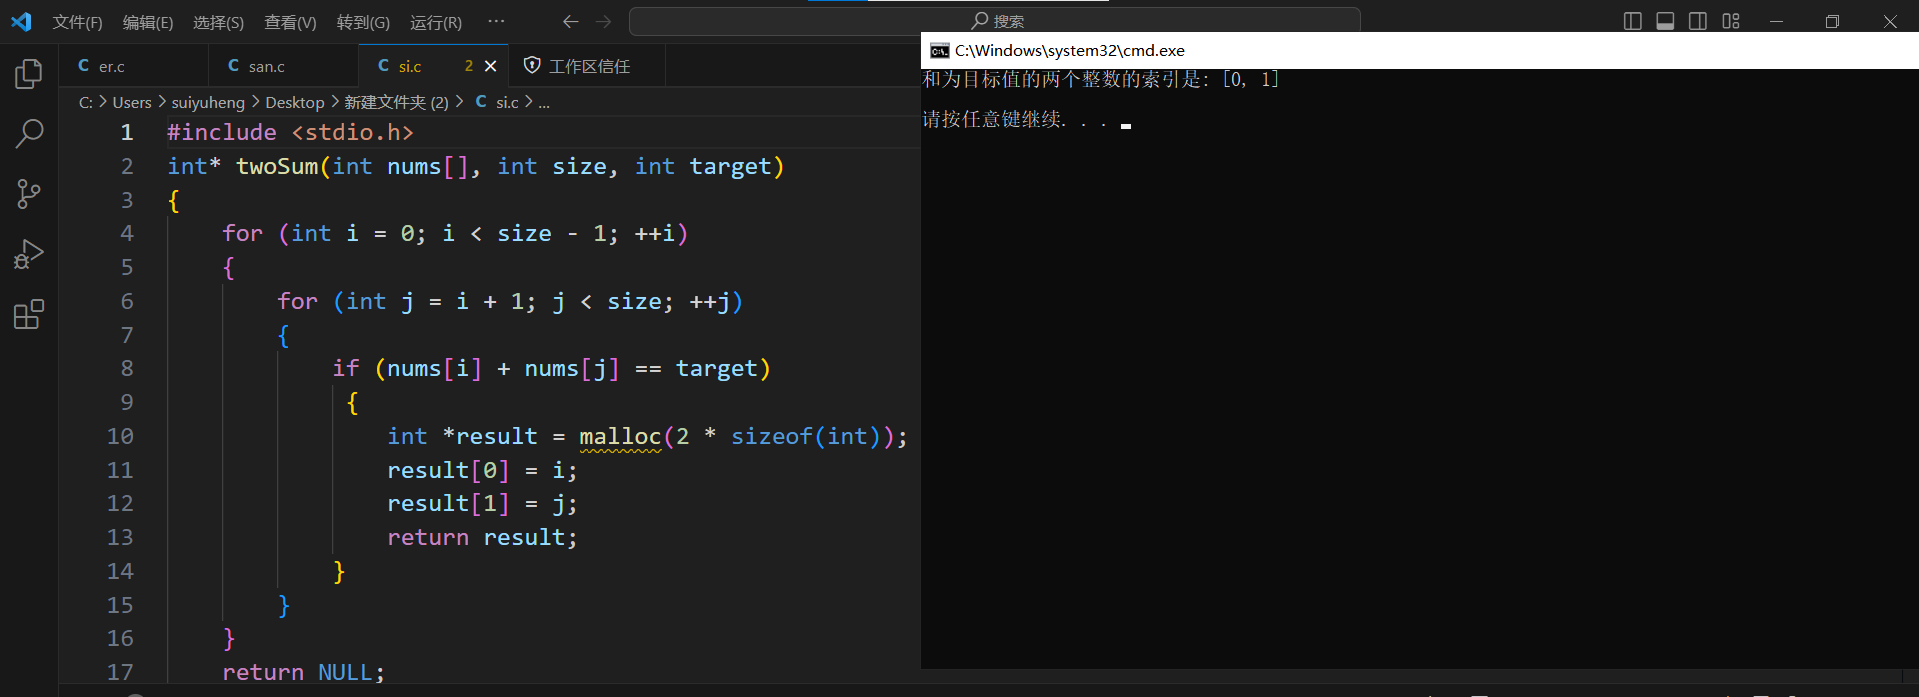 文件(F) 编辑(E) 选择(S) 查看(V) 转到(G) 运行(R) ··· 搜索
er.c san.c si.c 2 工作区信任
C: > Users > suiyuheng > Desktop > 新建文件夹 (2) > C si.c > ...
1 #include <stdio.h>
2 int* twoSum(int nums[], int size, int target)
3 {
4 for (int i = 0; i < size - 1; ++i)
5 {
6 for (int j = i + 1; j < size; ++j)
7 {
8 if (nums[i] + nums[j] == target)
9 {
10 int *result = malloc(2 * sizeof(int));
11 result[0] = i;
12 result[1] = j;
13 return result;
14 }
15 }
16 }
17 return NULL;
C:\Windows\system32\cmd.exe
和为目标值的两个整数的索引是: [0, 1]
请按任意键继续. . .